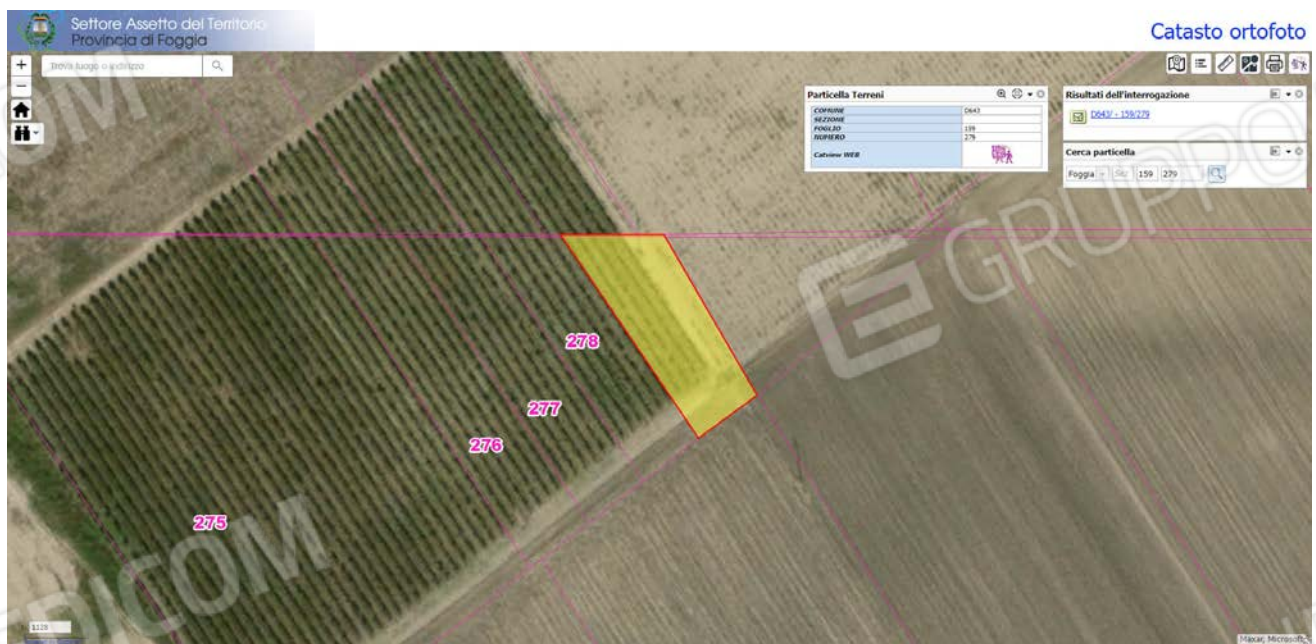 Settore Assetto del Territorio
Provincia di Foggia
Catasto ortofoto
+
Trova luogo o indirizzo
−
Particella Terreni
COMUNE D643
SEZIONE
FOGLIO 159
NUMERO 279
Catview WEB
Risultati dell'interrogazione
D643/ - 159/279
Cerca particella
Foggia Sez 159 279
278
277
276
275
GRUPPO
EDICOM
EDICOM
1128
Maxar, Microsoft